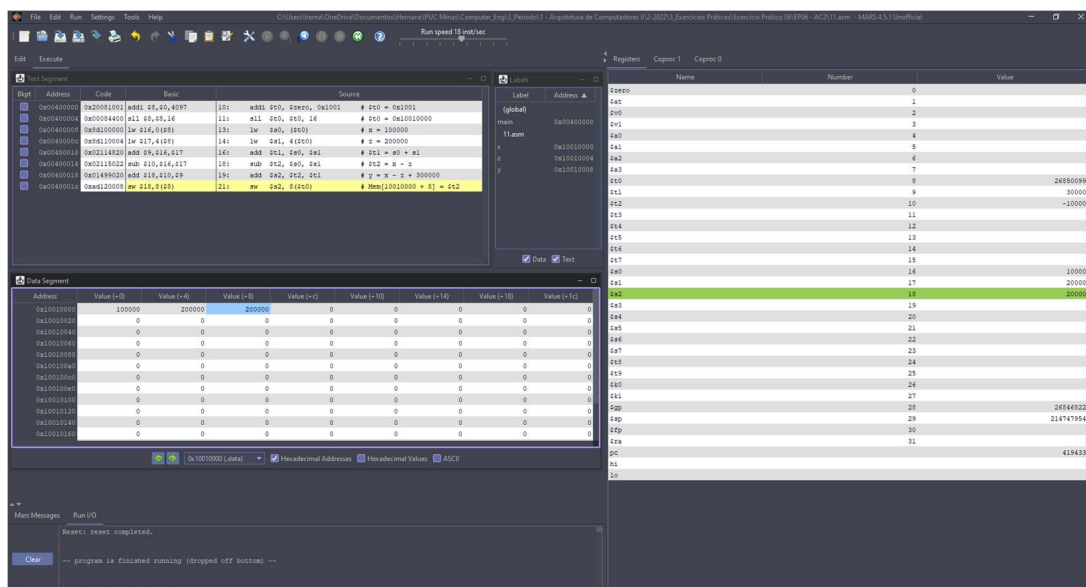 File Edit Run Settings Tools Help
C:\Users\herna\OneDrive\Documentos\Hernane\PUC Minas\Computer_Eng\3_Periodo\1 - Arquitetura de Computadores II\2-2022\3_Exercícios Práticos\Exercício Prático 06\EP06 - AC2\11.asm - MARS 4.5.1 Unofficial
Run speed 18 inst/sec
Edit Execute
Text Segment
Bkpt Address Code Basic Source
0x00400000 0x20081001 addi $8,$0,4097 10: addi $t0, $zero, 0x1001 # $t0 = 0x1001
0x00400004 0x00084400 sll $8,$8,16 11: sll $t0, $t0, 16 # $t0 = 0x10010000
0x00400008 0x8d100000 lw $16,0($8) 13: lw $s0, ($t0) # x = 100000
0x0040000c 0x8d110004 lw $17,4($8) 14: lw $s1, 4($t0) # z = 200000
0x00400010 0x02114820 add $9,$16,$17 16: add $t1, $s0, $s1 # $t1 = s0 + s1
0x00400014 0x02115022 sub $10,$16,$17 18: sub $t2, $s0, $s1 # $t2 = x - z
0x00400018 0x01499020 add $18,$10,$9 19: add $s2, $t2, $t1 # y = x - z + 300000
0x0040001c 0xad120008 sw $18,8($8) 21: sw $s2, 8($t0) # Mem[10010000 + 8] = $t2
Labels
Label Address ▲
(global)
main 0x00400000
11.asm
x 0x10010000
z 0x10010004
y 0x10010008
Data Text
Data Segment
Address Value (+0) Value (+4) Value (+8) Value (+c) Value (+10) Value (+14) Value (+18) Value (+1c)
0x10010000 100000 200000 200000 0 0 0 0 0
0x10010020 0 0 0 0 0 0 0 0
0x10010040 0 0 0 0 0 0 0 0
0x10010060 0 0 0 0 0 0 0 0
0x10010080 0 0 0 0 0 0 0 0
0x100100a0 0 0 0 0 0 0 0 0
0x100100c0 0 0 0 0 0 0 0 0
0x100100e0 0 0 0 0 0 0 0 0
0x10010100 0 0 0 0 0 0 0 0
0x10010120 0 0 0 0 0 0 0 0
0x10010140 0 0 0 0 0 0 0 0
0x10010160 0 0 0 0 0 0 0 0
0x10010000 (.data) Hexadecimal Addresses Hexadecimal Values ASCII
Mars Messages Run I/O
Reset: reset completed.
Clear
-- program is finished running (dropped off bottom) --
Registers Coproc 1 Coproc 0
Name Number Value
$zero 0
$at 1
$v0 2
$v1 3
$a0 4
$a1 5
$a2 6
$a3 7
$t0 8 26850099
$t1 9 30000
$t2 10 -10000
$t3 11
$t4 12
$t5 13
$t6 14
$t7 15
$s0 16 10000
$s1 17 20000
$s2 18 20000
$s3 19
$s4 20
$s5 21
$s6 22
$s7 23
$t8 24
$t9 25
$k0 26
$k1 27
$gp 28 26846822
$sp 29 214747954
$fp 30
$ra 31
pc 419433
hi
lo